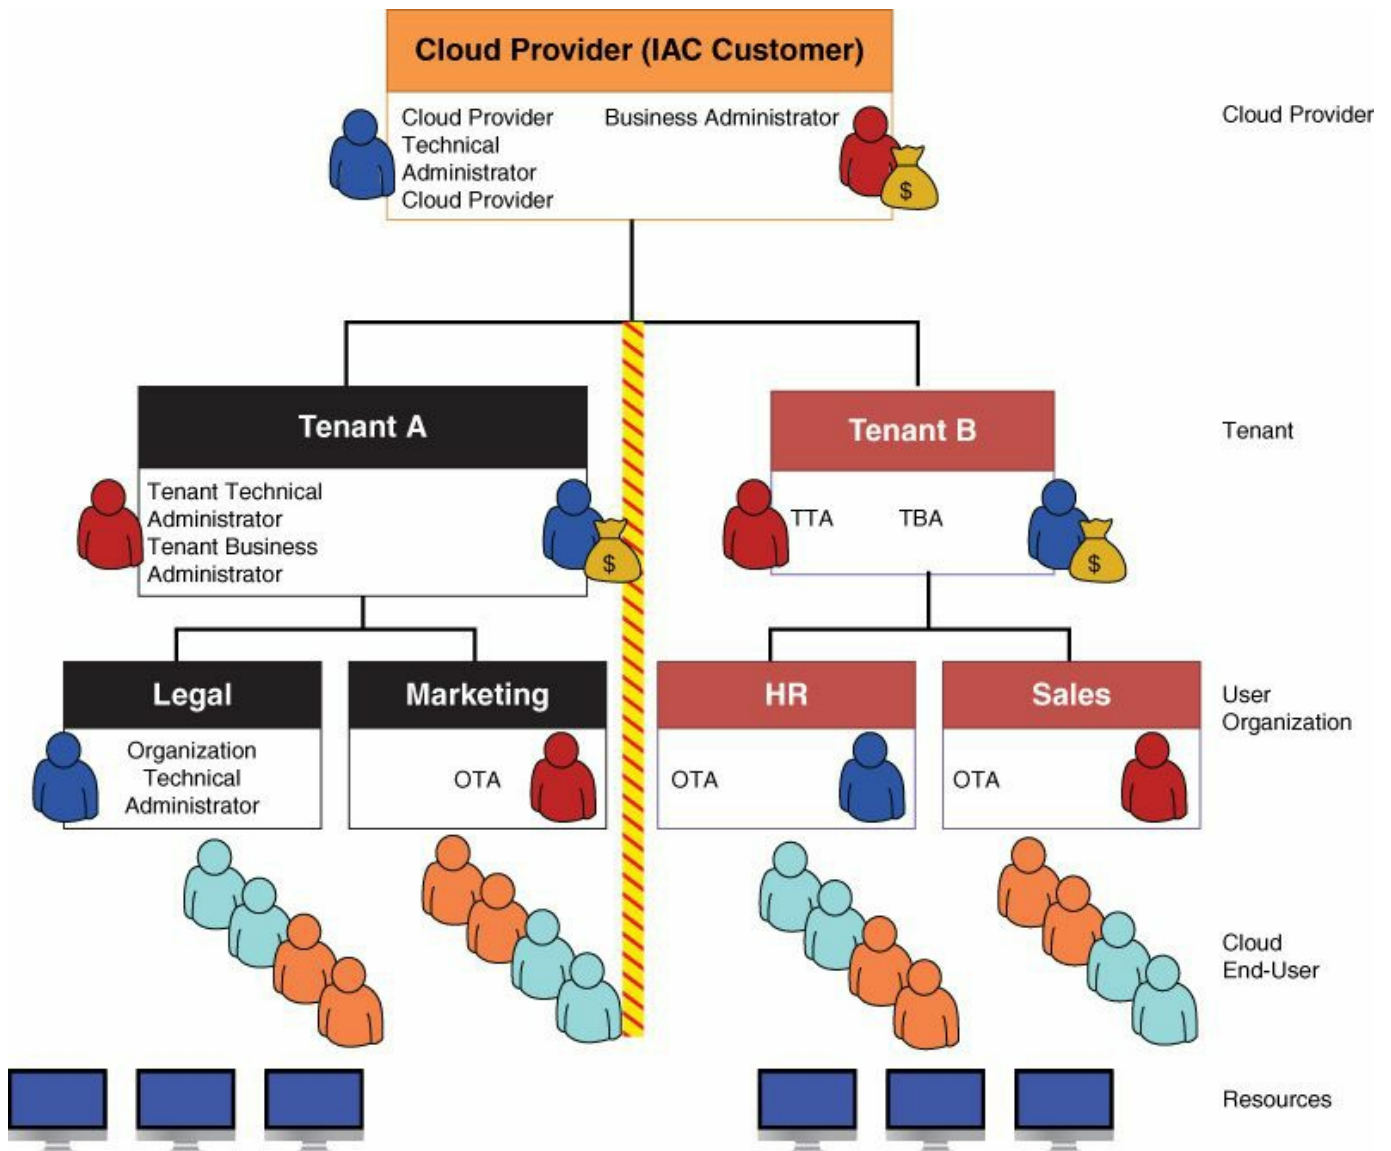 Cloud Provider (IAC Customer)
Cloud Provider
Technical
Administrator
Cloud Provider
Business Administrator
$
Cloud Provider
Tenant A
Tenant Technical
Administrator
Tenant Business
Administrator
$
Tenant B
TTA
TBA
$
Tenant
Legal
Organization
Technical
Administrator
Marketing
OTA
HR
OTA
Sales
OTA
User
Organization
Cloud
End-User
Resources